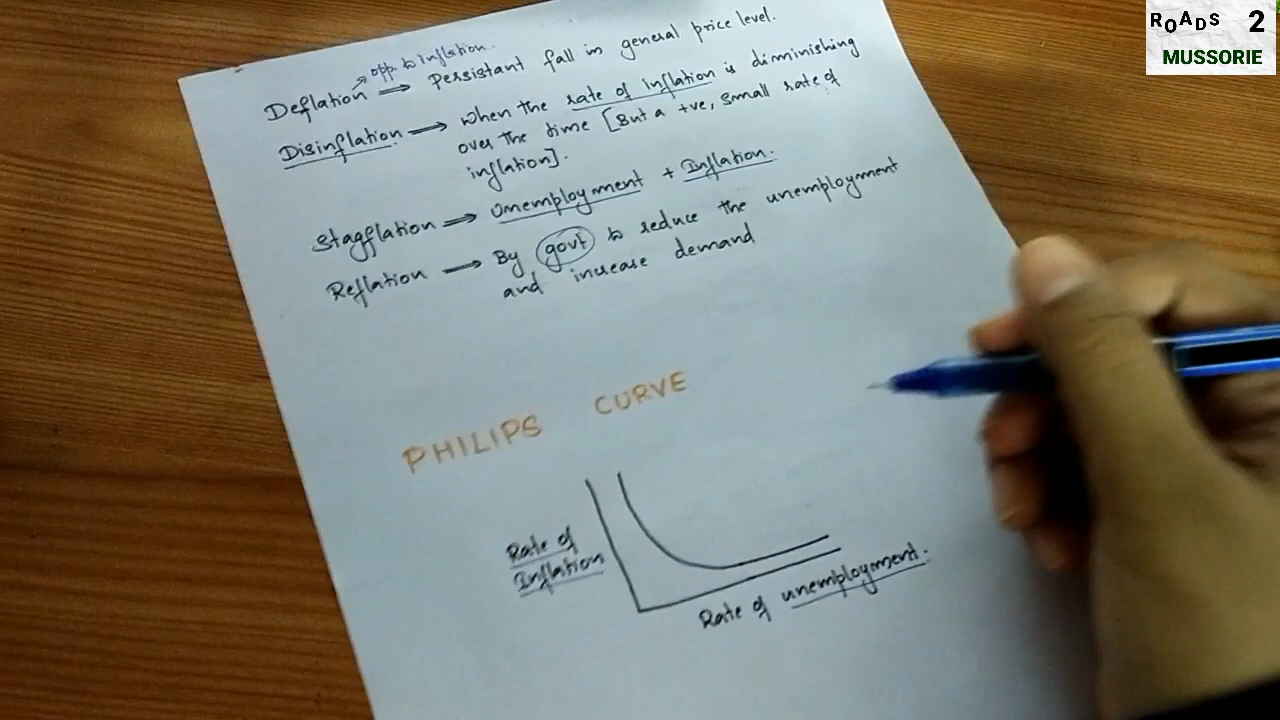 ROADS 2
MUSSORIE
opp. to Inflation.
Deflation → Persistant fall in general price level.
Disinflation: → When the rate of Inflation is diminishing
over the time [But a +ve, small rate of
inflation].
Stagflation → Unemployment + Inflation.
Reflation → By govt to reduce the unemployment
and increase demand
PHILIPS CURVE
Rate of
Inflation
Rate of unemployment.